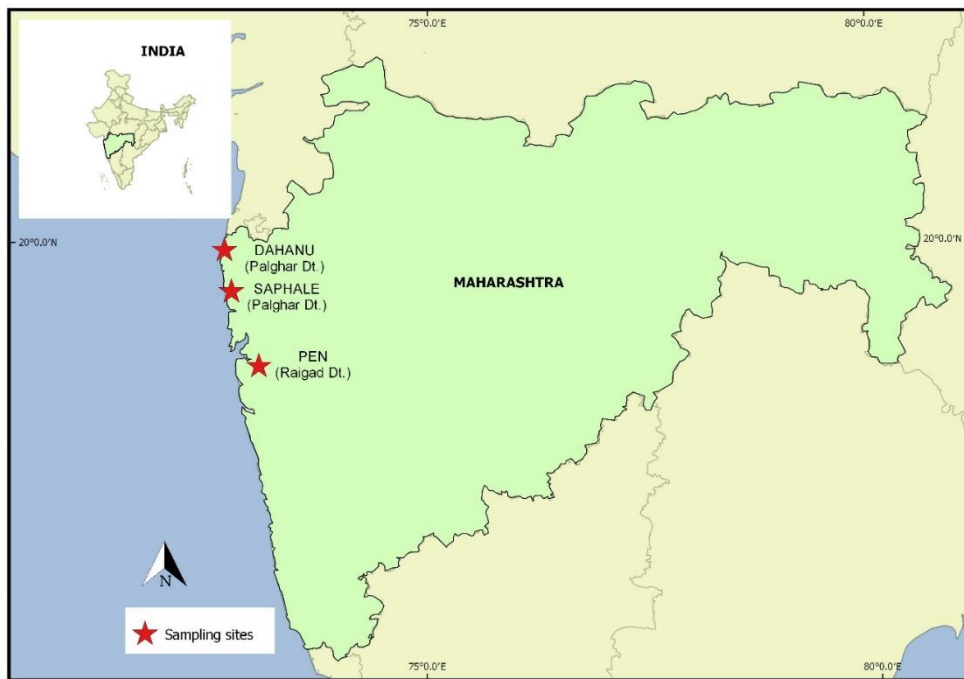 75°0.0'E
80°0.0'E
INDIA
20°0.0'N
20°0.0'N
DAHANU
(Palghar Dt.)
SAPHALE
(Palghar Dt.)
MAHARASHTRA
PEN
(Raigad Dt.)
N
Sampling sites
75°0.0'E
80°0.0'E